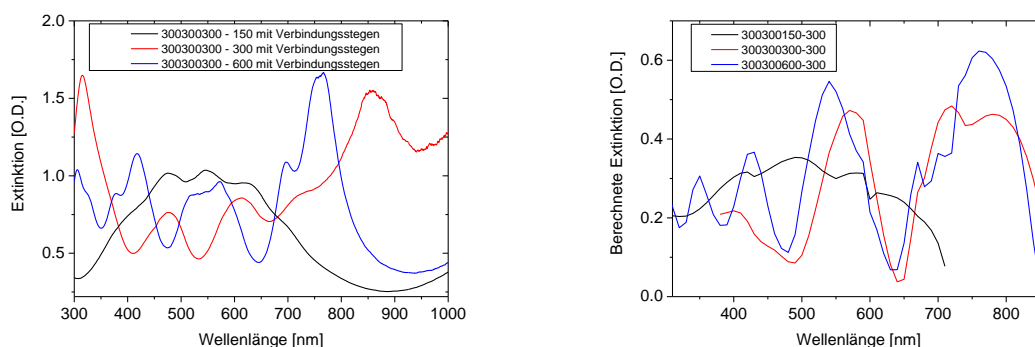 2.0
1.5
1.0
0.5
300 400 500 600 700 800 900 1000
Extinktion [O.D.]
Wellenlänge [nm]
300300300 - 150 mit Verbindungsstegen
300300300 - 300 mit Verbindungsstegen
300300300 - 600 mit Verbindungsstegen
0.6
0.4
0.2
0.0
400 500 600 700 800
Berechnete Extinktion [O.D.]
Wellenlänge [nm]
300300150-300
300300300-300
300300600-300